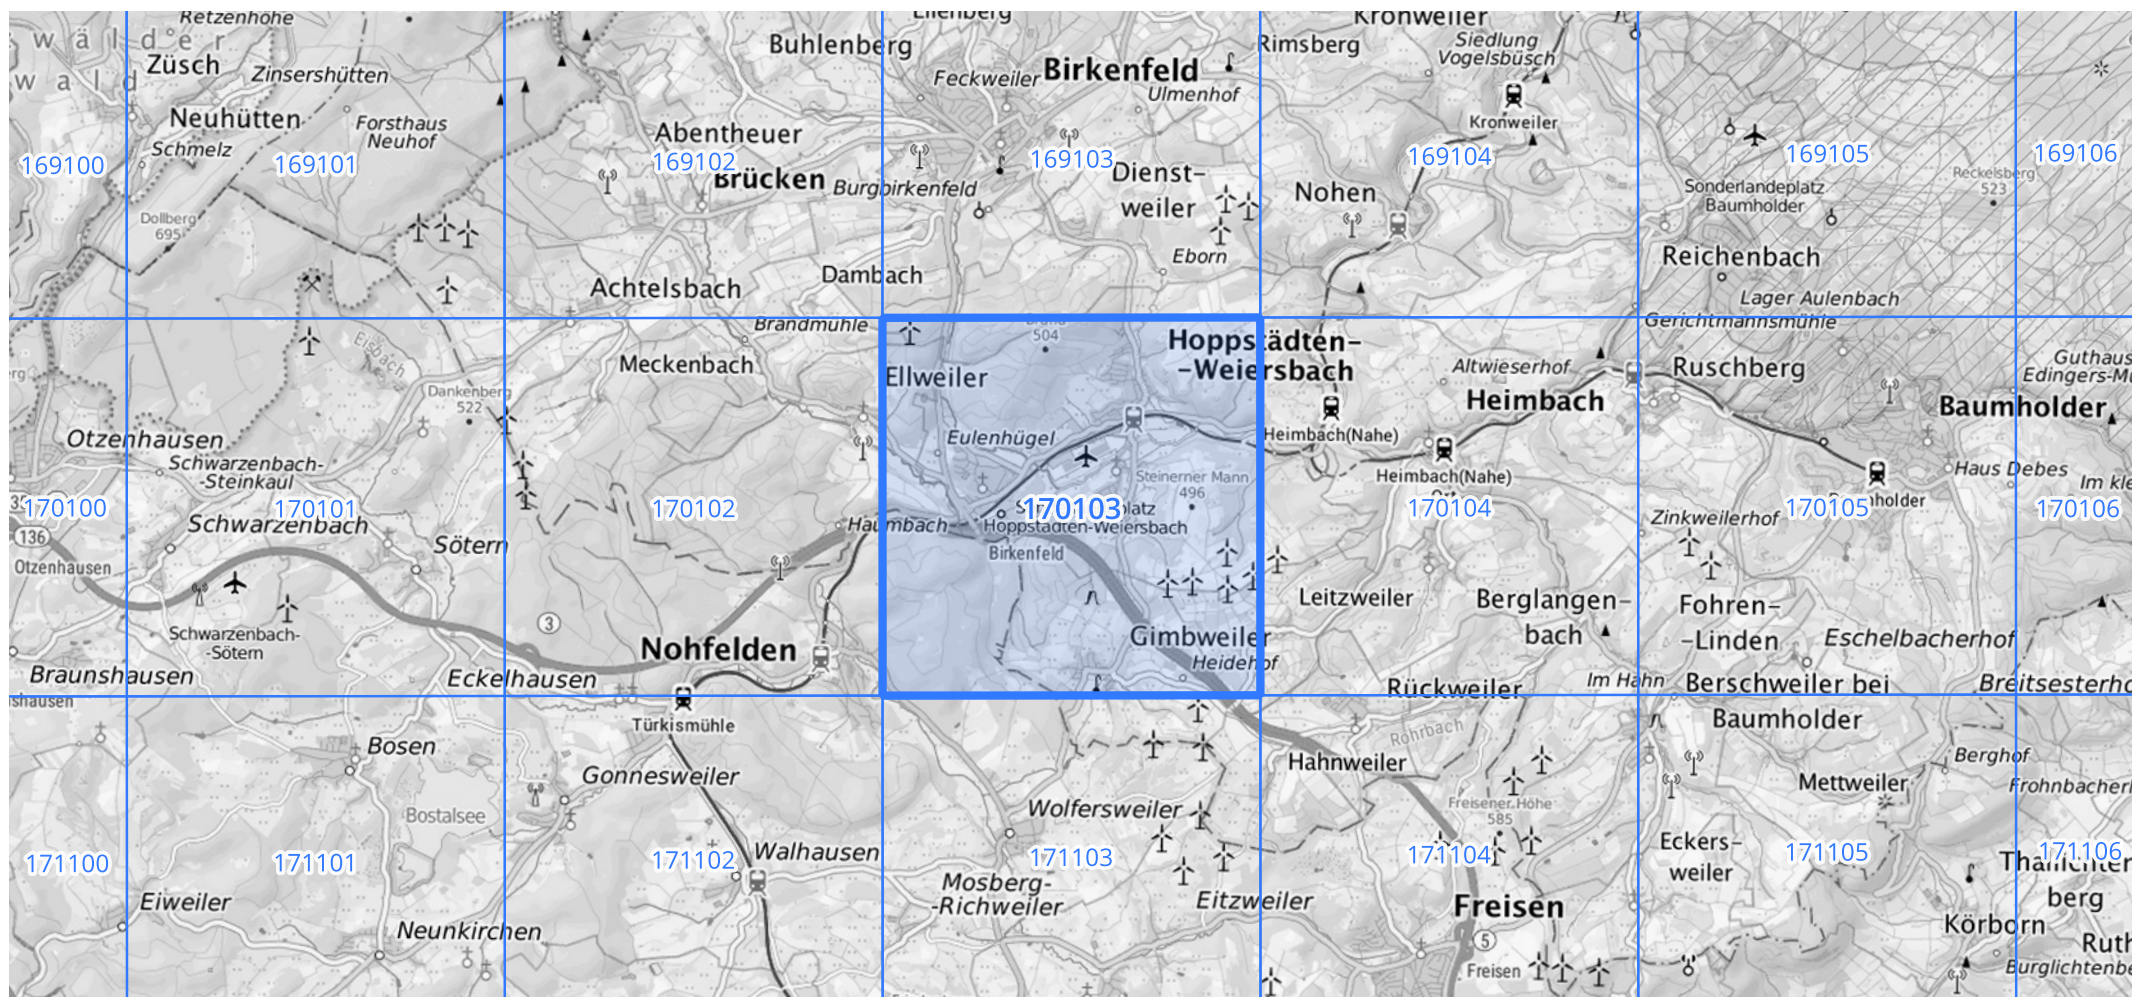 Retzenhöhe
Ellenberg
Kronweiler
wälder
wald
Züsch
Zinsershütten
Buhlenberg
Feckweiler
Birkenfeld
Ulmenhof
Rimsberg
Siedlung
Vogelsbüsch
Neuhütten
Forsthaus
Neuhof
Schmelz
Abentheuer
Kronweiler
169100
169101
169102
169103
169104
169105
169106
Brücken
Burgbirkenfeld
Dienst-
weiler
Nohen
Sonderlandeplatz
Baumholder
Reckelsberg
523
Dollberg
695
Eborn
Reichenbach
Achtelsbach
Dambach
Lager Aulenbach
Brandmühle
Gerichtmannsmühle
504
Eisbach
Meckenbach
Hoppstädten-
-Weiersbach
Ellweiler
Altwieserhof
Ruschberg
Guthaus
Dankenberg
522
Heimbach
Baumholder
Otzenhausen
Eulenhügel
Heimbach(Nahe)
Schwarzenbach-
-Steinkaul
Steinerner Mann
496
Heimbach(Nahe)
Haus Debes
170100
170101
170102
170103
170104
170105
170106
Schwarzenbach
Haumbach
Hoppstädten-Weiersbach
Zinkweilerhof
136
Otzenhausen
Sötern
Birkenfeld
Leitzweiler
Berglangen-
bach
Fohren-
-Linden
Schwarzenbach-
-Sötern
3
Nohfelden
Gimbweiler
Heidehof
Eschelbacherhof
Braunshausen
Eckelhausen
Rückweiler
Im Hahn
Berschweiler bei
Baumholder
Türkismühle
Rohrbach
Bosen
Gonnesweiler
Hahnweiler
Berghof
Mettweiler
Bostalsee
Wolfersweiler
Freisener Höhe
585
Eckers-
weiler
171100
171101
171102
171103
171104
171105
171106
Walhausen
Mosberg-
-Richweiler
Eitzweiler
Eiweiler
Freisen
berg
Körborn
Neunkirchen
5
Freisen